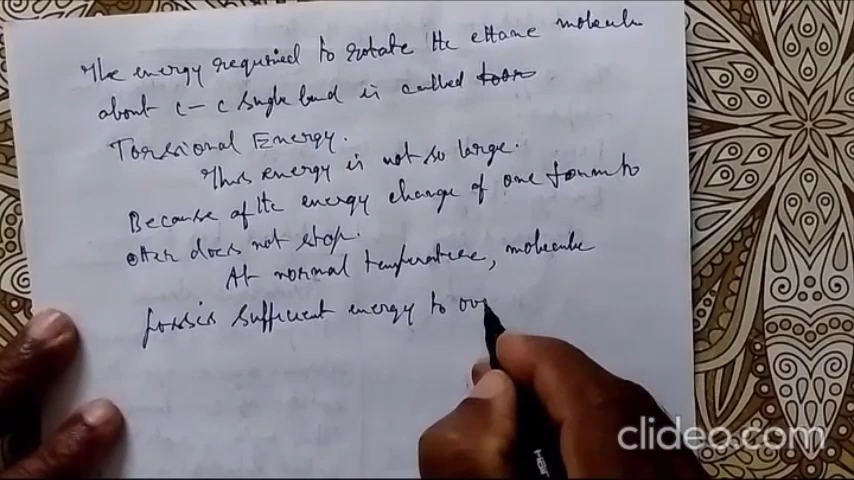 The energy required to rotate the ethane molecule
about C-C single bond is called
Torsional Energy.
This energy is not so large.
Because of the energy change of one form to
other does not stop.
At normal temperature, molecule
possess sufficient energy to ov
clideo.com